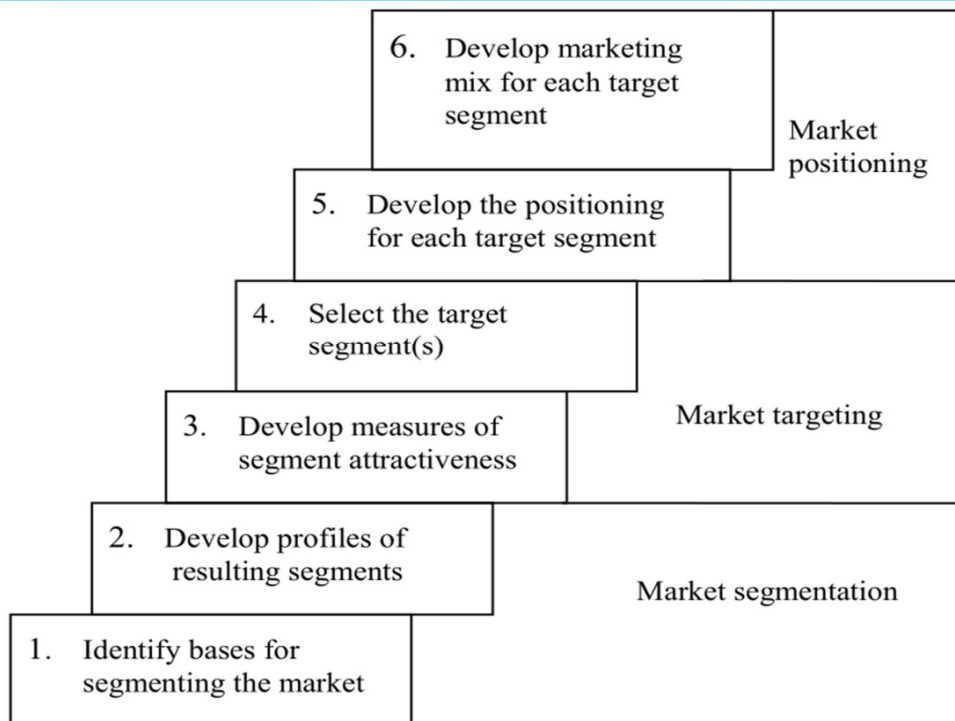 6. Develop marketing
mix for each target
segment
Market
positioning
5. Develop the positioning
for each target segment
4. Select the target
segment(s)
Market targeting
3. Develop measures of
segment attractiveness
2. Develop profiles of
resulting segments
Market segmentation
1. Identify bases for
segmenting the market